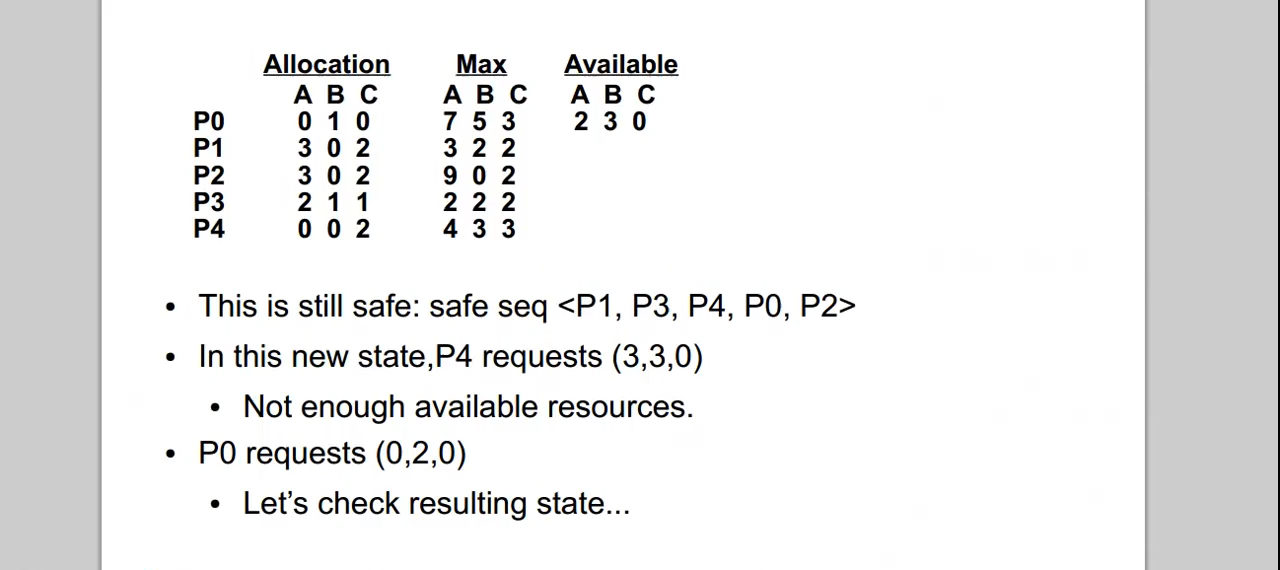 Allocation Max Available
A B C A B C A B C
P0 0 1 0 7 5 3 2 3 0
P1 3 0 2 3 2 2
P2 3 0 2 9 0 2
P3 2 1 1 2 2 2
P4 0 0 2 4 3 3
• This is still safe: safe seq <P1, P3, P4, P0, P2>
• In this new state,P4 requests (3,3,0)
• Not enough available resources.
• P0 requests (0,2,0)
• Let's check resulting state...